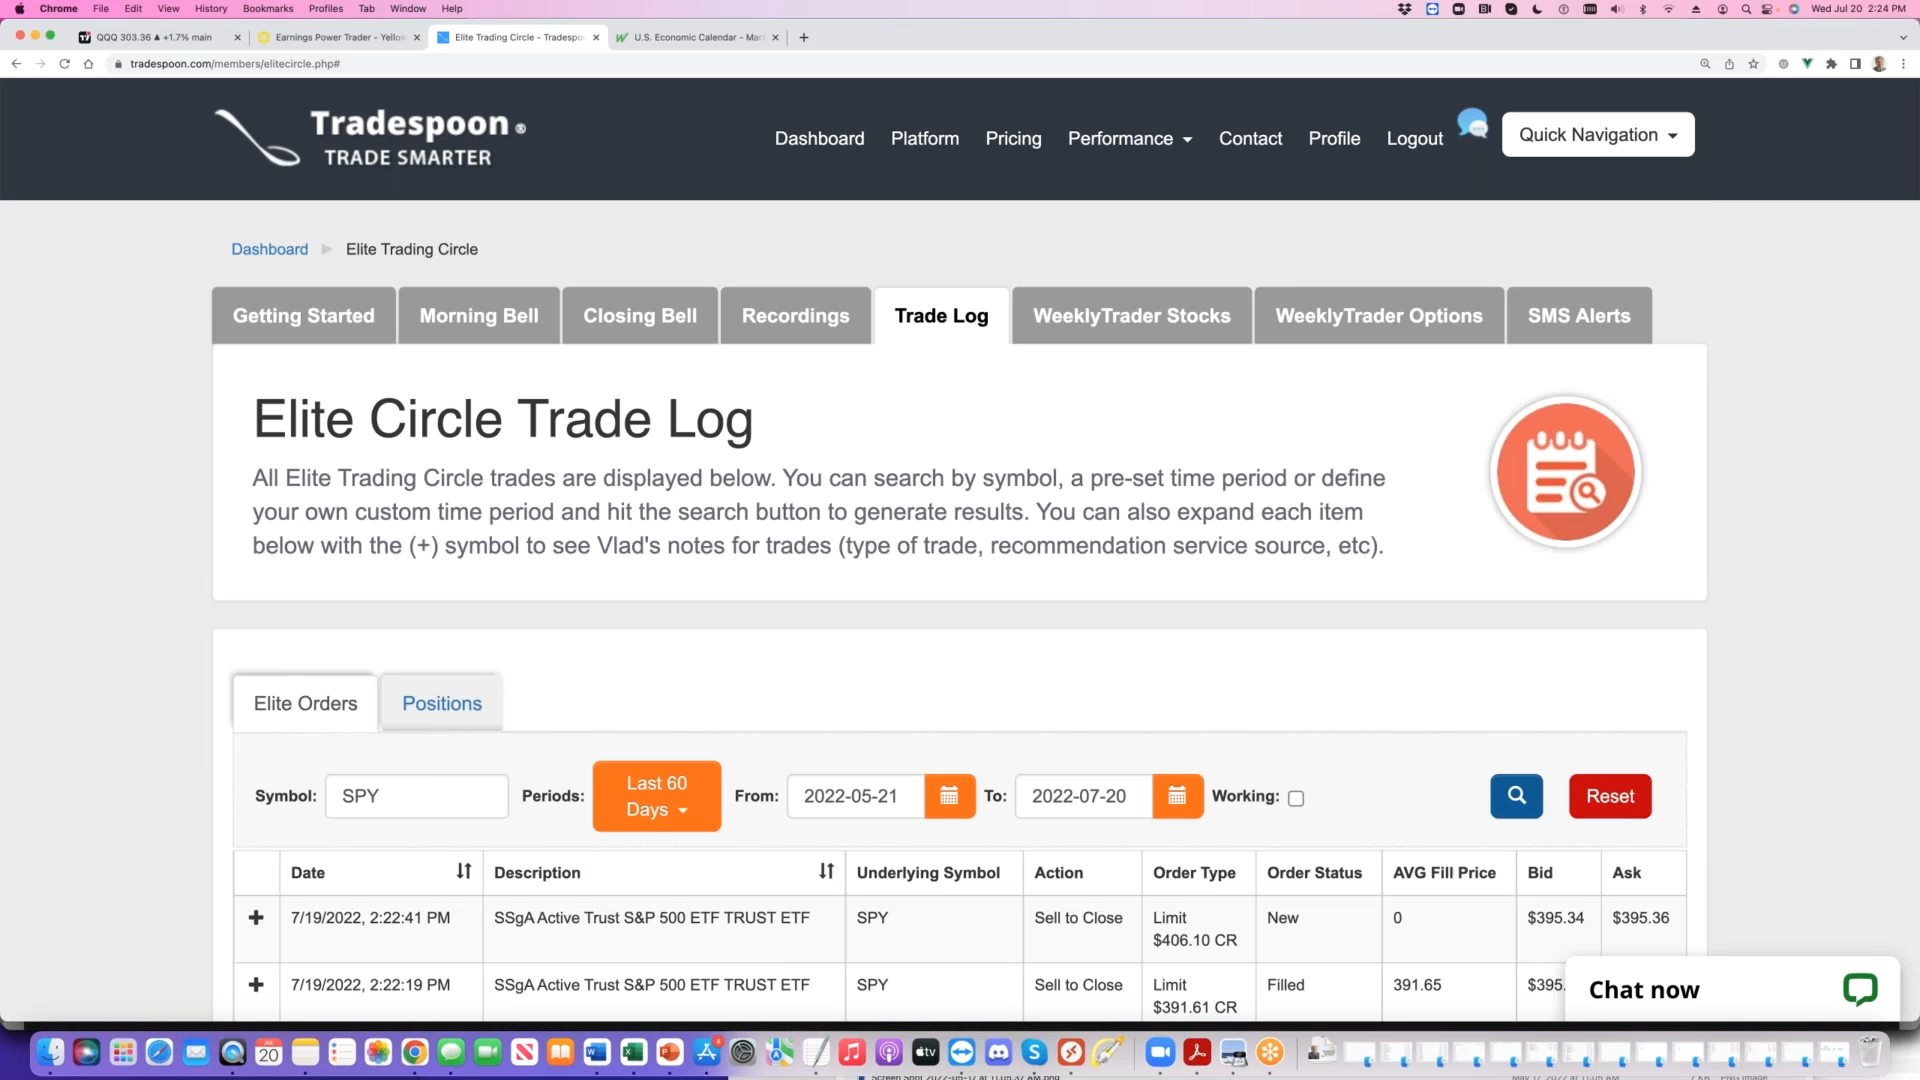 Chrome File Edit View History Bookmarks Profiles Tab Window Help Wed Jul 20 2:24 PM
QQQ 303.36 ▲ +1.7% main
Earnings Power Trader - Yellow
Elite Trading Circle - Tradespo
U.S. Economic Calendar - Mar
tradespoon.com/members/elitecircle.php#
Tradespoon®
TRADE SMARTER
Dashboard Platform Pricing Performance Contact Profile Logout Quick Navigation
Dashboard Elite Trading Circle
Getting Started Morning Bell Closing Bell Recordings Trade Log WeeklyTrader Stocks WeeklyTrader Options SMS Alerts
Elite Circle Trade Log
All Elite Trading Circle trades are displayed below. You can search by symbol, a pre-set time period or define
your own custom time period and hit the search button to generate results. You can also expand each item
below with the (+) symbol to see Vlad's notes for trades (type of trade, recommendation service source, etc).
Elite Orders Positions
Symbol: SPY Periods: Last 60 Days From: 2022-05-21 To: 2022-07-20 Working: Reset
Date Description Underlying Symbol Action Order Type Order Status AVG Fill Price Bid Ask
7/19/2022, 2:22:41 PM SSgA Active Trust S&P 500 ETF TRUST ETF SPY Sell to Close Limit New 0 $395.34 $395.36
$406.10 CR
7/19/2022, 2:22:19 PM SSgA Active Trust S&P 500 ETF TRUST ETF SPY Sell to Close Limit Filled 391.65 $395.
$391.61 CR
Chat now
JUL
20
tv